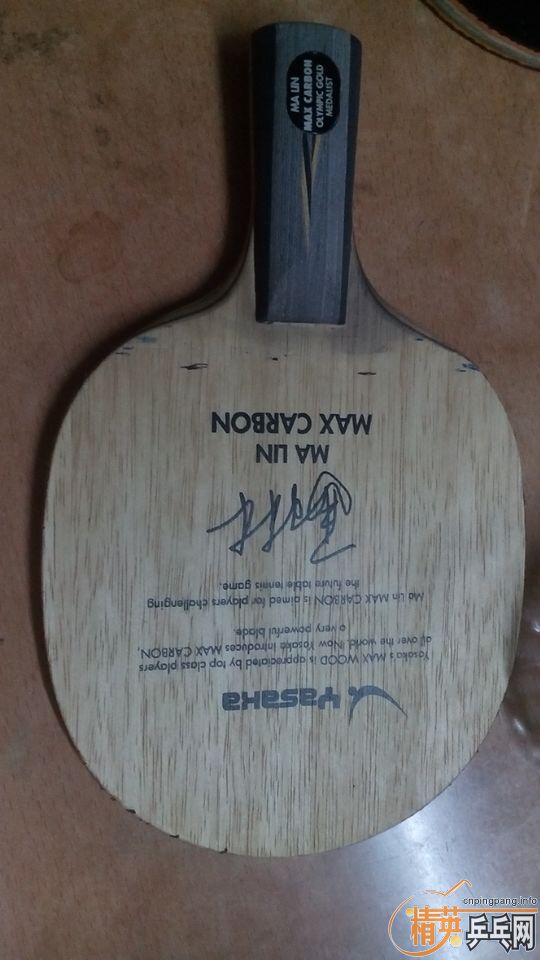 MA LIN
MAX CARBON
OLYMPIC GOLD
MEDALIST
Yasaka
Yasaka's MAX WOOD is appreciated by top class players
all over the world. Now Yasaka introduces MAX CARBON,
a very powerful blade.
Ma Lin MAX CARBON is aimed for players challenging
the future table tennis game.
马林
MA LIN
MAX CARBON
cnpingpang.info
精英乒乓网